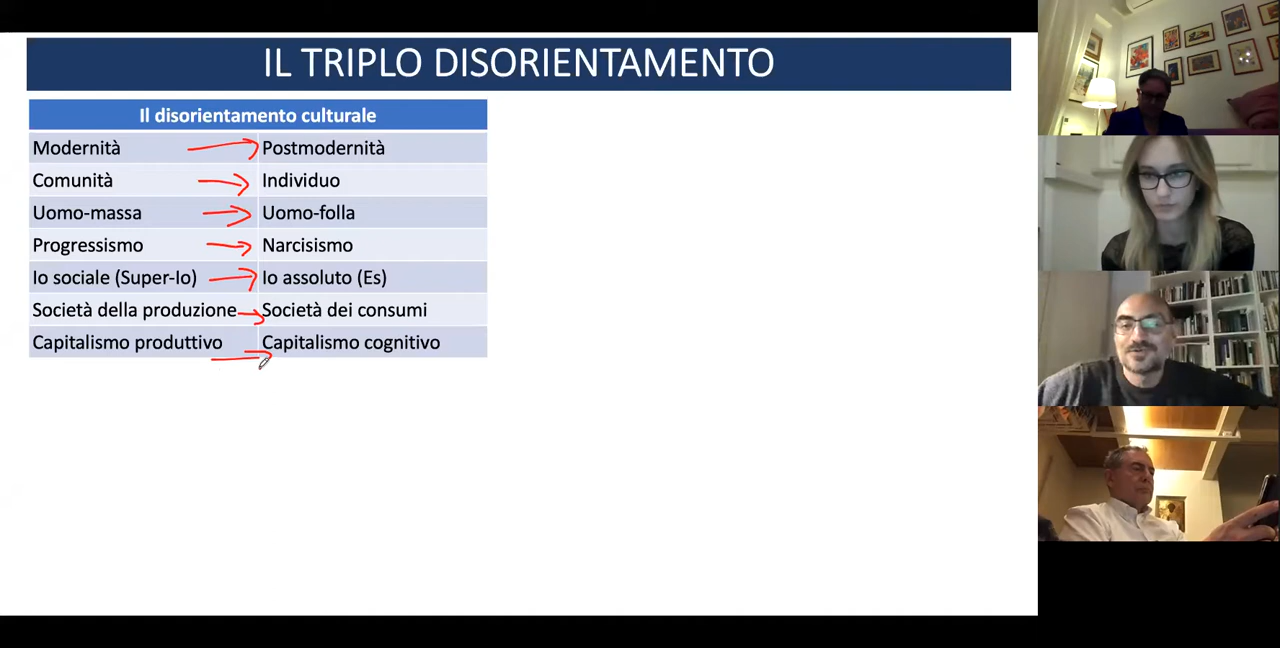 IL TRIPLO DISORIENTAMENTO
Il disorientamento culturale
Modernità Postmodernità
Comunità Individuo
Uomo-massa Uomo-folla
Progressismo Narcisismo
Io sociale (Super-Io) Io assoluto (Es)
Società della produzione Società dei consumi
Capitalismo produttivo Capitalismo cognitivo